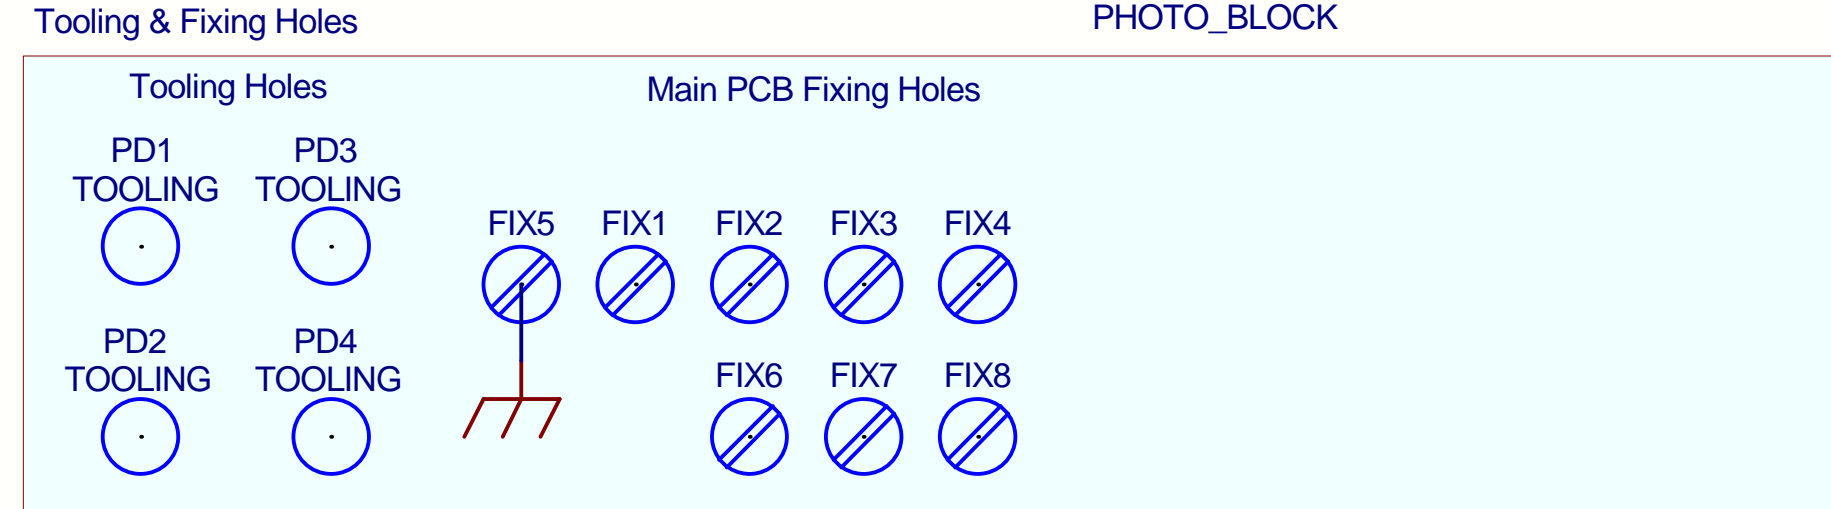 Tooling & Fixing Holes
PHOTO_BLOCK
Tooling Holes
Main PCB Fixing Holes
PD1
TOOLING
PD3
TOOLING
FIX5
FIX1
FIX2
FIX3
FIX4
PD2
TOOLING
PD4
TOOLING
FIX6
FIX7
FIX8